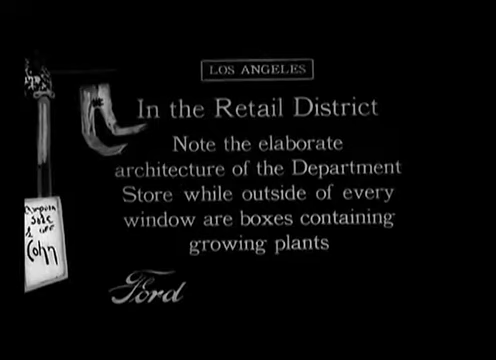 LOS ANGELES
In the Retail District
Note the elaborate
architecture of the Department
Store while outside of every
window are boxes containing
growing plants
Ford